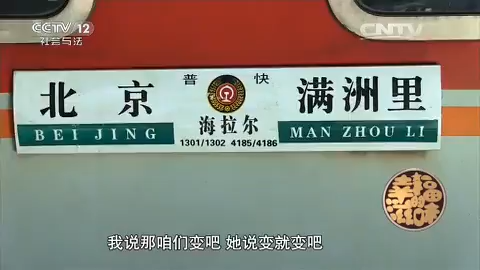 CCTV 12
社会与法
CNTV
普 快
北 京
满洲里
海拉尔
BEI JING
MAN ZHOU LI
1301/1302 4185/4186
我说那咱们变吧 她说变就变吧